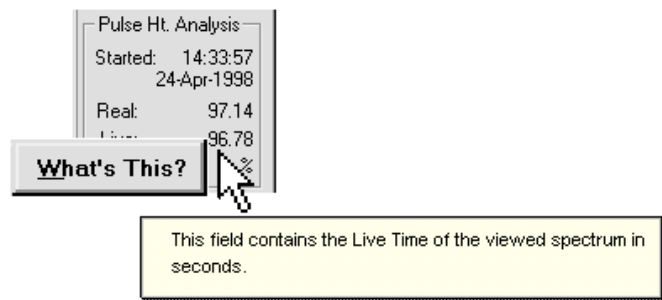 Pulse Ht. Analysis
Started: 14:33:57
24-Apr-1998
Real: 97.14
Live: 96.78
What's This? %
This field contains the Live Time of the viewed spectrum in
seconds.